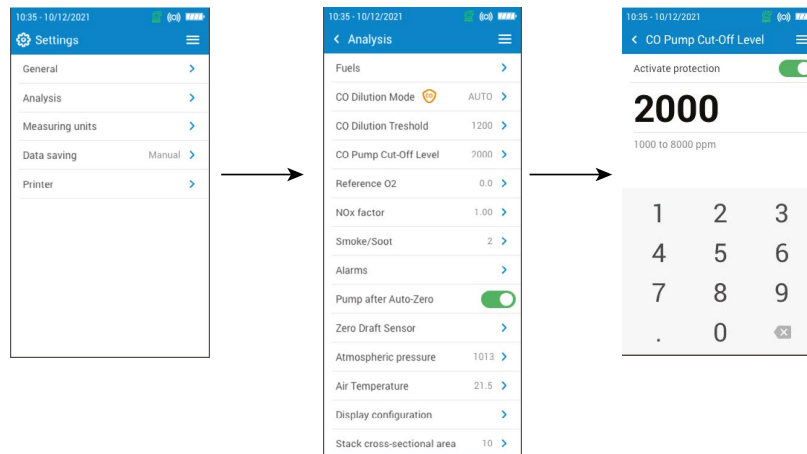 10:35 - 10/12/2021
Settings
General
Analysis
Measuring units
Data saving Manual
Printer
10:35 - 10/12/2021
Analysis
Fuels
CO Dilution Mode CO AUTO
CO Dilution Treshold 1200
CO Pump Cut-Off Level 2000
Reference O2 0.0
NOx factor 1.00
Smoke/Soot 2
Alarms
Pump after Auto-Zero
Zero Draft Sensor
Atmospheric pressure 1013
Air Temperature 21.5
Display configuration
Stack cross-sectional area 10
10:35 - 10/12/2021
CO Pump Cut-Off Level
Activate protection
2000
1000 to 8000 ppm
1 2 3
4 5 6
7 8 9
. 0